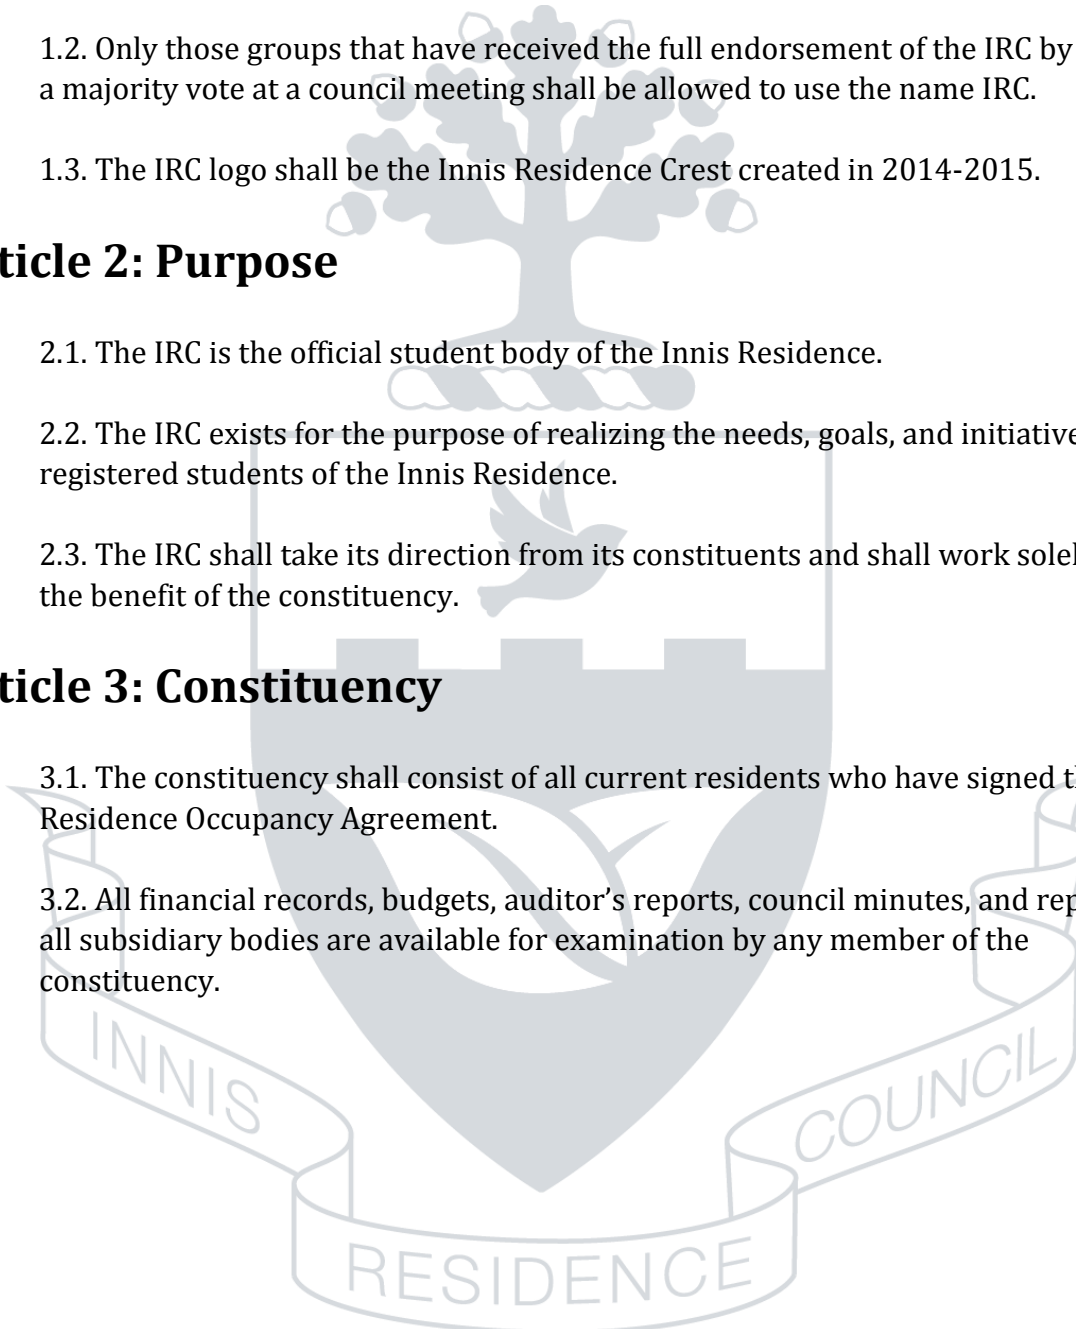 1.2. Only those groups that have received the full endorsement of the IRC by
a majority vote at a council meeting shall be allowed to use the name IRC.
1.3. The IRC logo shall be the Innis Residence Crest created in 2014-2015.
ticle 2: Purpose
2.1. The IRC is the official student body of the Innis Residence.
2.2. The IRC exists for the purpose of realizing the needs, goals, and initiative
registered students of the Innis Residence.
2.3. The IRC shall take its direction from its constituents and shall work solel
the benefit of the constituency.
ticle 3: Constituency
3.1. The constituency shall consist of all current residents who have signed t
Residence Occupancy Agreement.
3.2. All financial records, budgets, auditor’s reports, council minutes, and rep
all subsidiary bodies are available for examination by any member of the
constituency.
INNIS
RESIDENCE
COUNCIL